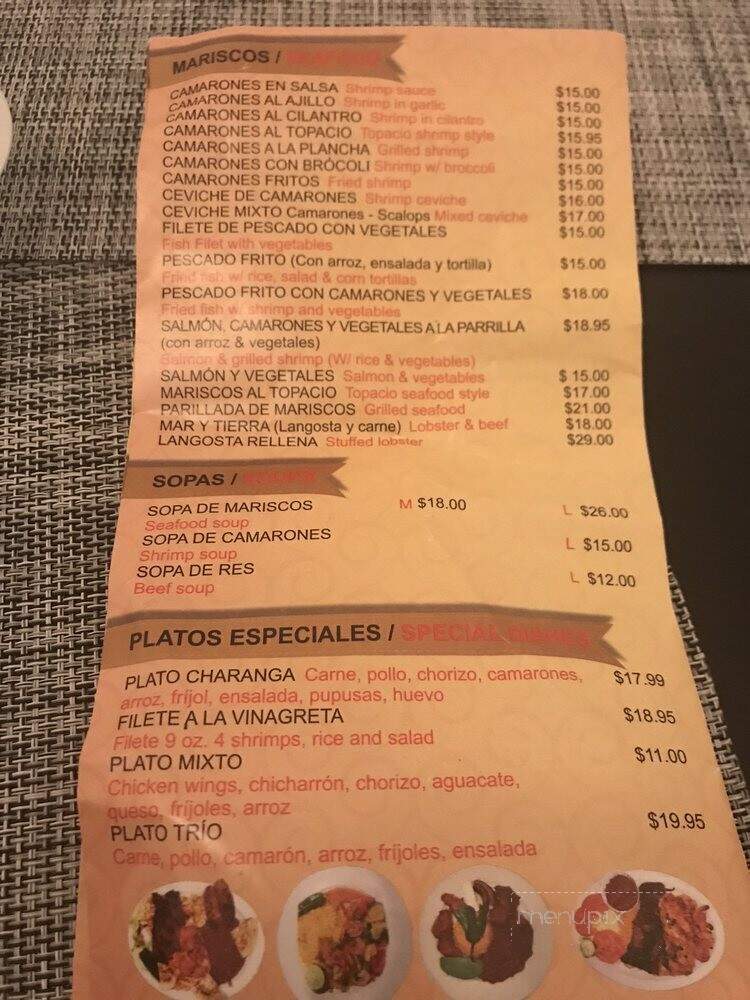 MARISCOS / SEAFOOD
CAMARONES EN SALSA Shrimp sauce $15.00
CAMARONES AL AJILLO Shrimp in garlic $15.00
CAMARONES AL CILANTRO Shrimp in cilantro $15.00
CAMARONES AL TOPACIO Topacio shrimp style $15.95
CAMARONES A LA PLANCHA Grilled shrimp $15.00
CAMARONES CON BRÓCOLI Shrimp w/ broccoli $15.00
CAMARONES FRITOS Fried shrimp $15.00
CEVICHE DE CAMARONES Shrimp ceviche $16.00
CEVICHE MIXTO Camarones - Scalops Mixed ceviche $17.00
FILETE DE PESCADO CON VEGETALES $15.00
Fish Filet with vegetables
PESCADO FRITO (Con arroz, ensalada y tortilla) $15.00
Fried fish w/ rice, salad & corn tortillas
PESCADO FRITO CON CAMARONES Y VEGETALES $18.00
Fried fish w/ shrimp and vegetables
SALMÓN, CAMARONES Y VEGETALES A LA PARRILLA $18.95
(con arroz & vegetales)
Salmon & grilled shrimp (W/ rice & vegetables)
SALMÓN Y VEGETALES Salmon & vegetables $ 15.00
MARISCOS AL TOPACIO Topacio seafood style $17.00
PARILLADA DE MARISCOS Grilled seafood $21.00
MAR Y TIERRA (Langosta y carne) Lobster & beef $18.00
LANGOSTA RELLENA Stuffed lobster $29.00
SOPAS / SOUPS
SOPA DE MARISCOS M $18.00 L $26.00
Seafood soup
SOPA DE CAMARONES L $15.00
Shrimp soup
SOPA DE RES L $12.00
Beef soup
PLATOS ESPECIALES / SPECIAL DISHES
PLATO CHARANGA Carne, pollo, chorizo, camarones, $17.99
arroz, fríjol, ensalada, pupusas, huevo
FILETE A LA VINAGRETA $18.95
Filete 9 oz. 4 shrimps, rice and salad
PLATO MIXTO $11.00
Chicken wings, chicharrón, chorizo, aguacate,
queso, fríjoles, arroz
PLATO TRÍO $19.95
Carne, pollo, camarón, arroz, fríjoles, ensalada
menupix